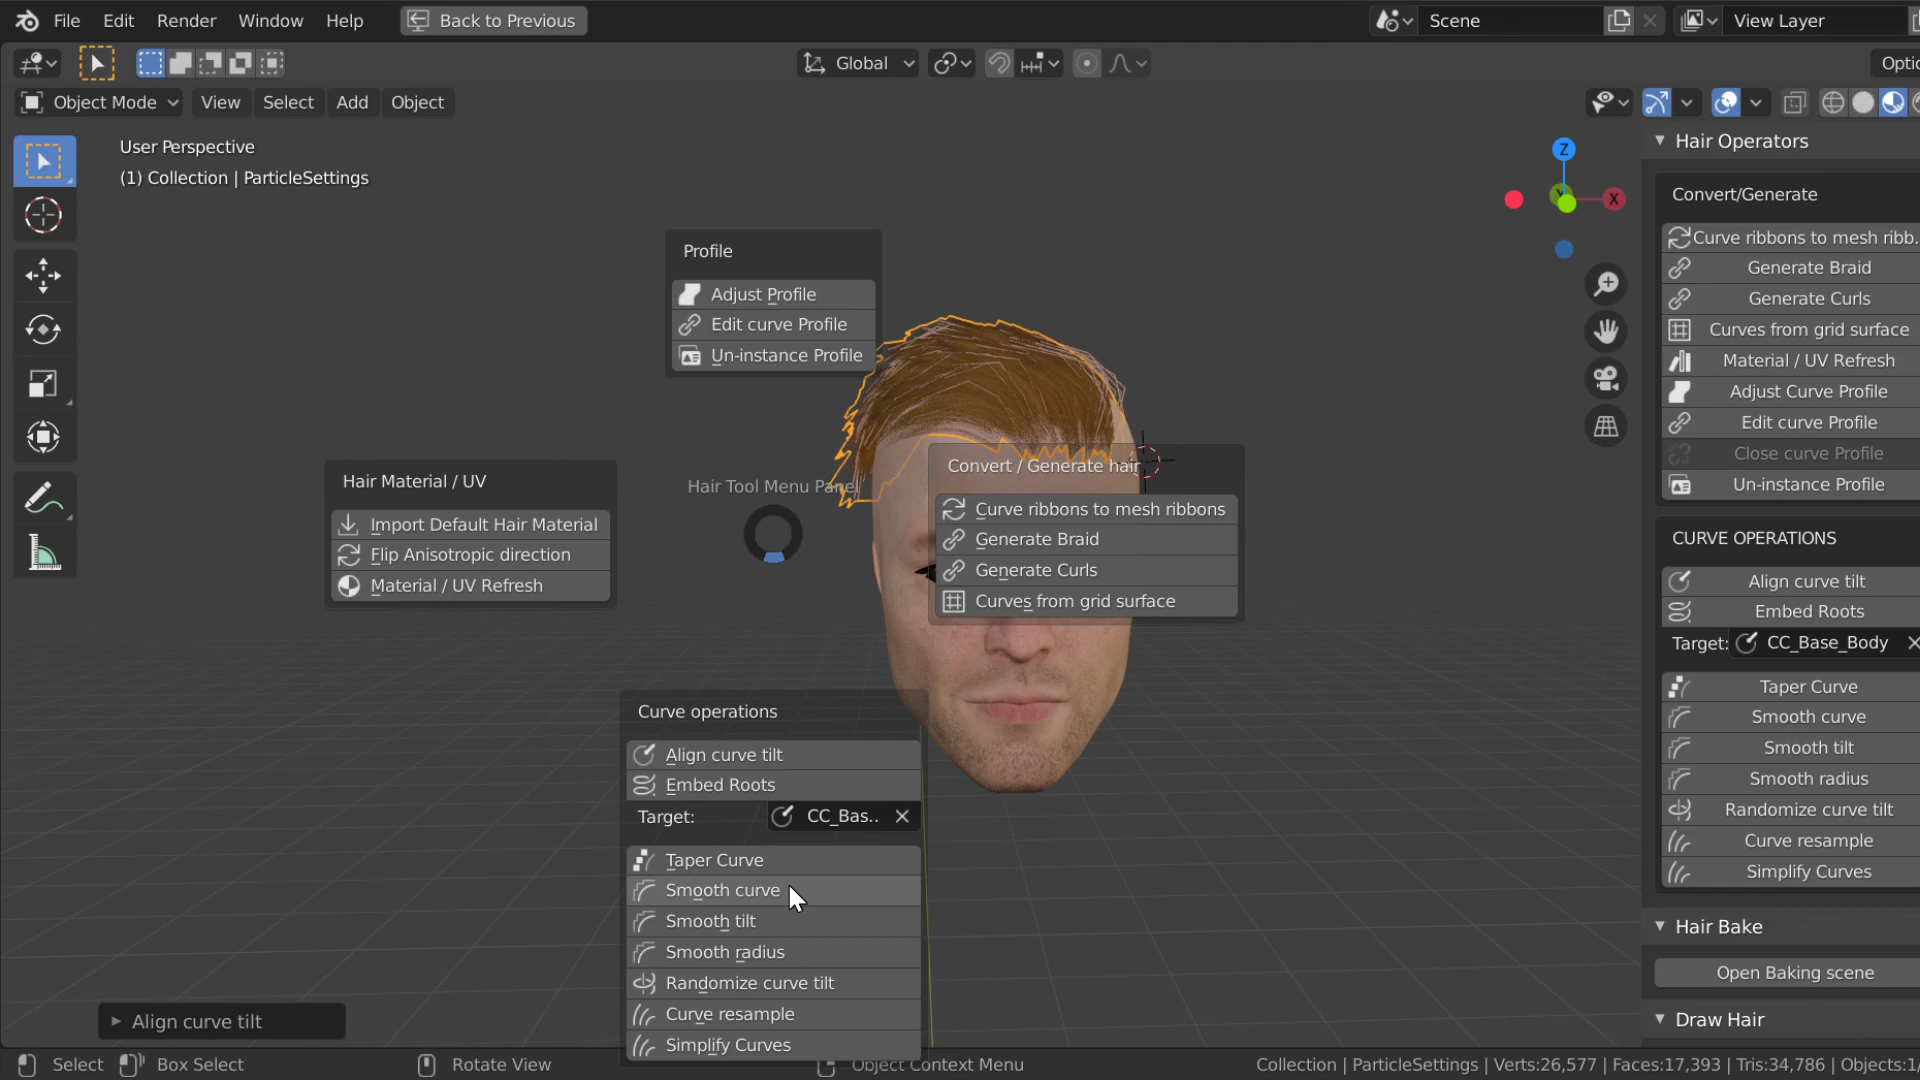 File Edit Render Window Help Back to Previous Scene View Layer
Global Optio
Object Mode View Select Add Object
User Perspective
(1) Collection | ParticleSettings
Z
X
Y
Profile
Adjust Profile
Edit curve Profile
Un-instance Profile
Hair Material / UV
Import Default Hair Material
Flip Anisotropic direction
Material / UV Refresh
Hair Tool Menu Panel
Convert / Generate hair
Curve ribbons to mesh ribbons
Generate Braid
Generate Curls
Curves from grid surface
Curve operations
Align curve tilt
Embed Roots
Target: CC_Bas..
Taper Curve
Smooth curve
Smooth tilt
Smooth radius
Randomize curve tilt
Curve resample
Simplify Curves
Align curve tilt
Hair Operators
Convert/Generate
Curve ribbons to mesh ribb.
Generate Braid
Generate Curls
Curves from grid surface
Material / UV Refresh
Adjust Curve Profile
Edit curve Profile
Close curve Profile
Un-instance Profile
CURVE OPERATIONS
Align curve tilt
Embed Roots
Target: CC_Base_Body
Taper Curve
Smooth curve
Smooth tilt
Smooth radius
Randomize curve tilt
Curve resample
Simplify Curves
Hair Bake
Open Baking scene
Draw Hair
Select Box Select Rotate View Object Context Menu Collection | ParticleSettings | Verts:26,577 | Faces:17,393 | Tris:34,786 | Objects:1/